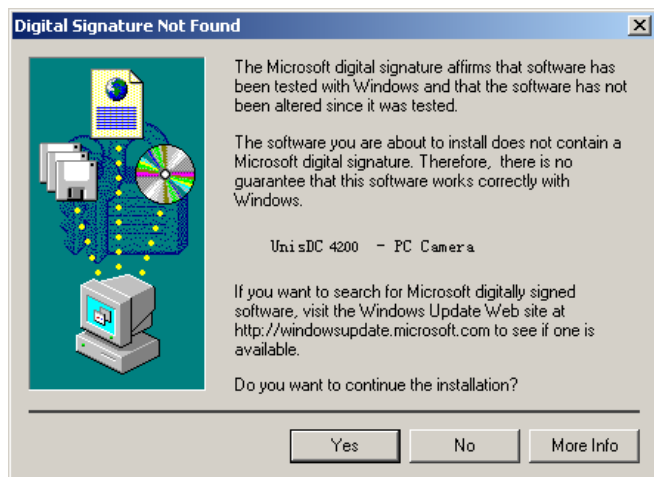 Digital Signature Not Found
The Microsoft digital signature affirms that software has
been tested with Windows and that the software has not
been altered since it was tested.
The software you are about to install does not contain a
Microsoft digital signature. Therefore,  there is no
guarantee that this software works correctly with
Windows.
UnisDC 4200  - PC Camera
If you want to search for Microsoft digitally signed
software, visit the Windows Update Web site at
http://windowsupdate.microsoft.com to see if one is
available.
Do you want to continue the installation?
Yes No More Info